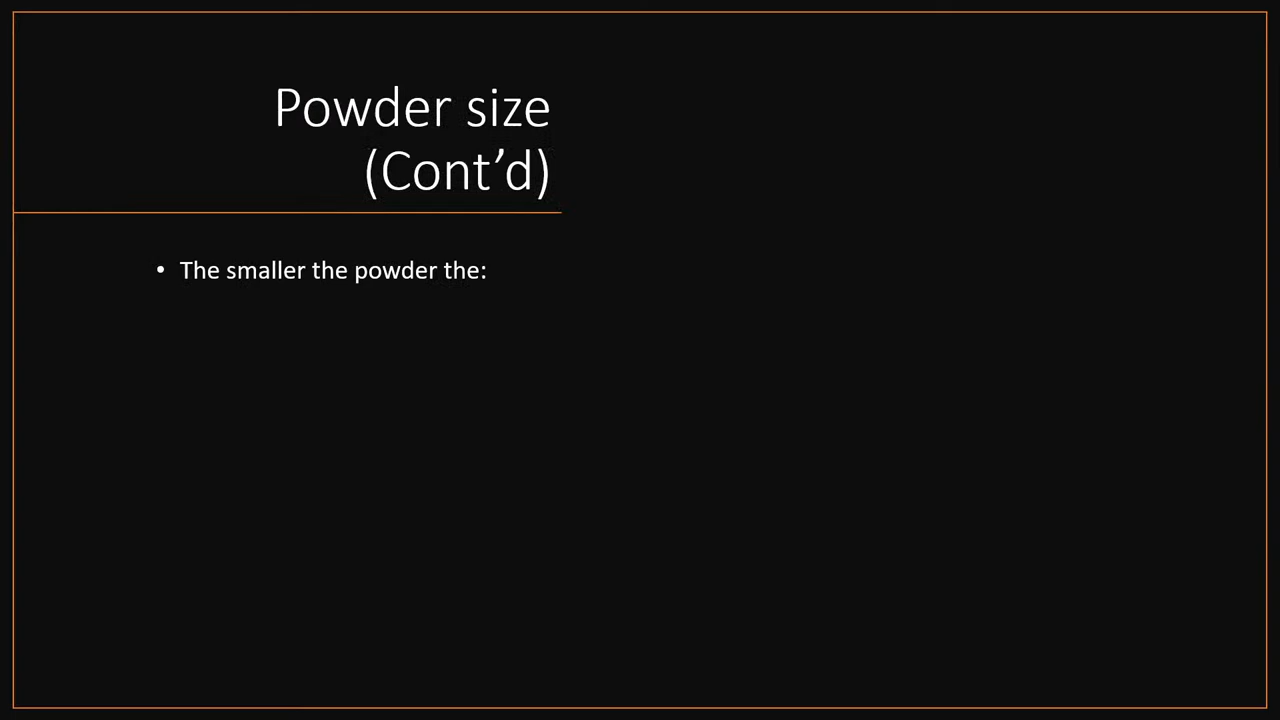 Powder size
(Cont’d)
• The smaller the powder the: